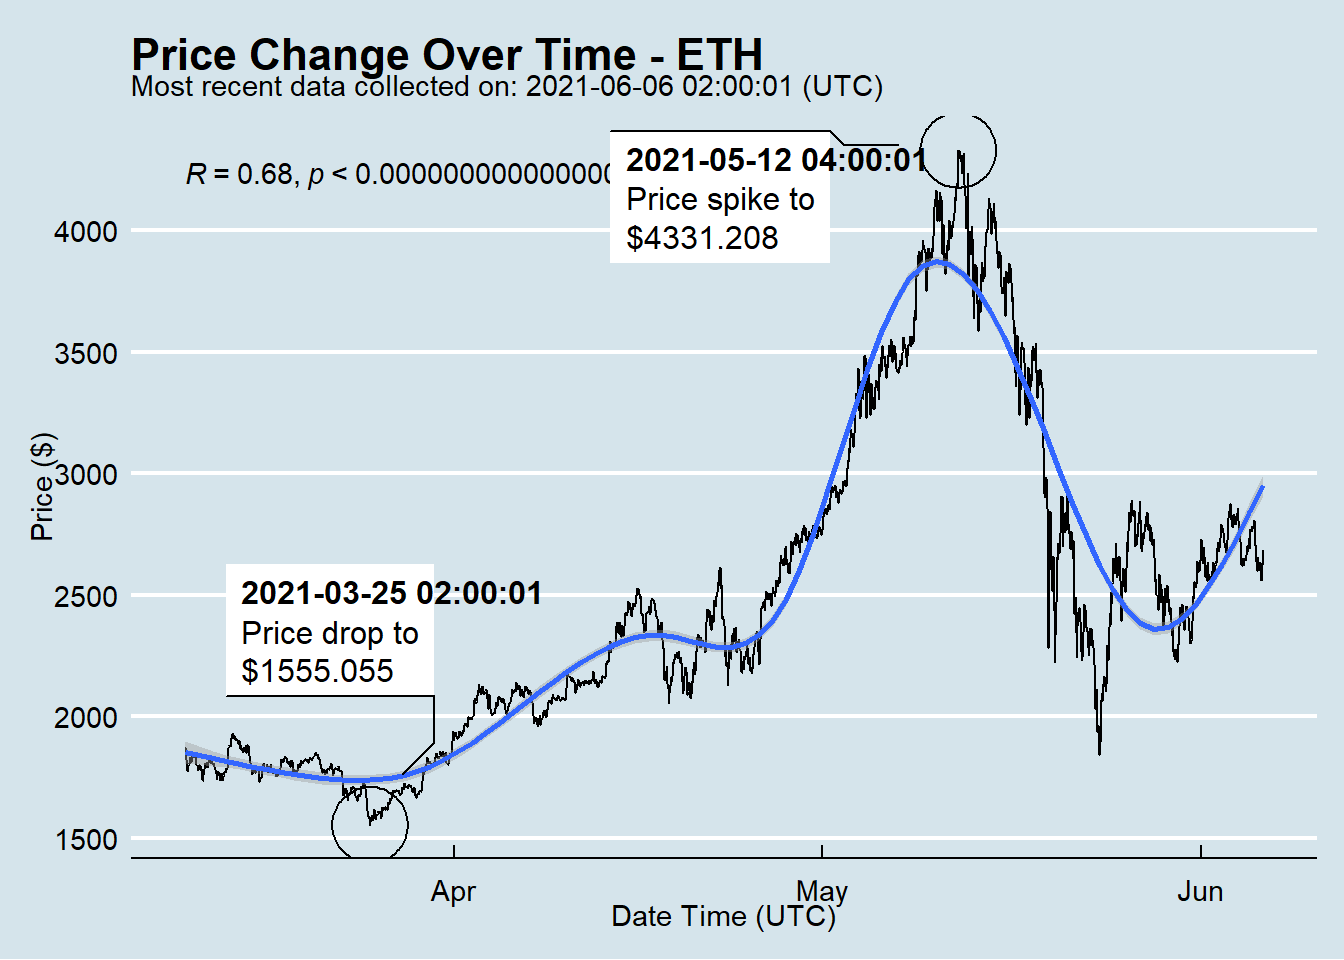 Price Change Over Time - ETH
Most recent data collected on: 2021-06-06 02:00:01 (UTC)
R = 0.68, p < 0.000000000000000
2021-05-12 04:00:01
Price spike to
$4331.208
4000
3500
3000
2500
2000
1500
Price ($)
2021-03-25 02:00:01
Price drop to
$1555.055
Apr
May
Jun
Date Time (UTC)